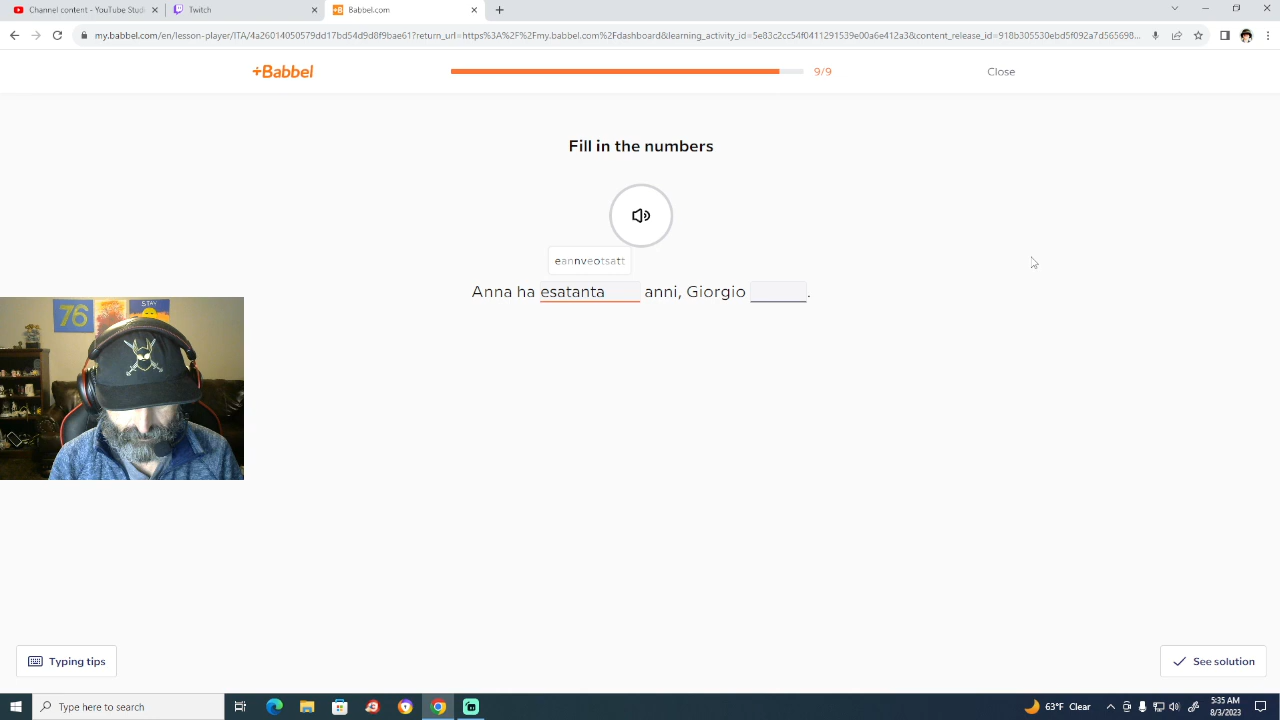 Channel content - YouTube Stud
Twitch
+B Babbel.com
my.babbel.com/en/lesson-player/ITA/4a26014050579dd17bd54d9d8f9bae61?return_url=https%3A%2F%2Fmy.babbel.com%2Fdashboard&learning_activity_id=5e83c2cc54f0411291539e00a6e412a3&content_release_id=918b305530ebd5f092a7d565698...
+Babbel
9/9
Close
Fill in the numbers
eannveotsatt
Anna ha esatanta anni, Giorgio .
76
STAY
Typing tips
See solution
Type here to search
63°F Clear
5:35 AM
8/3/2023